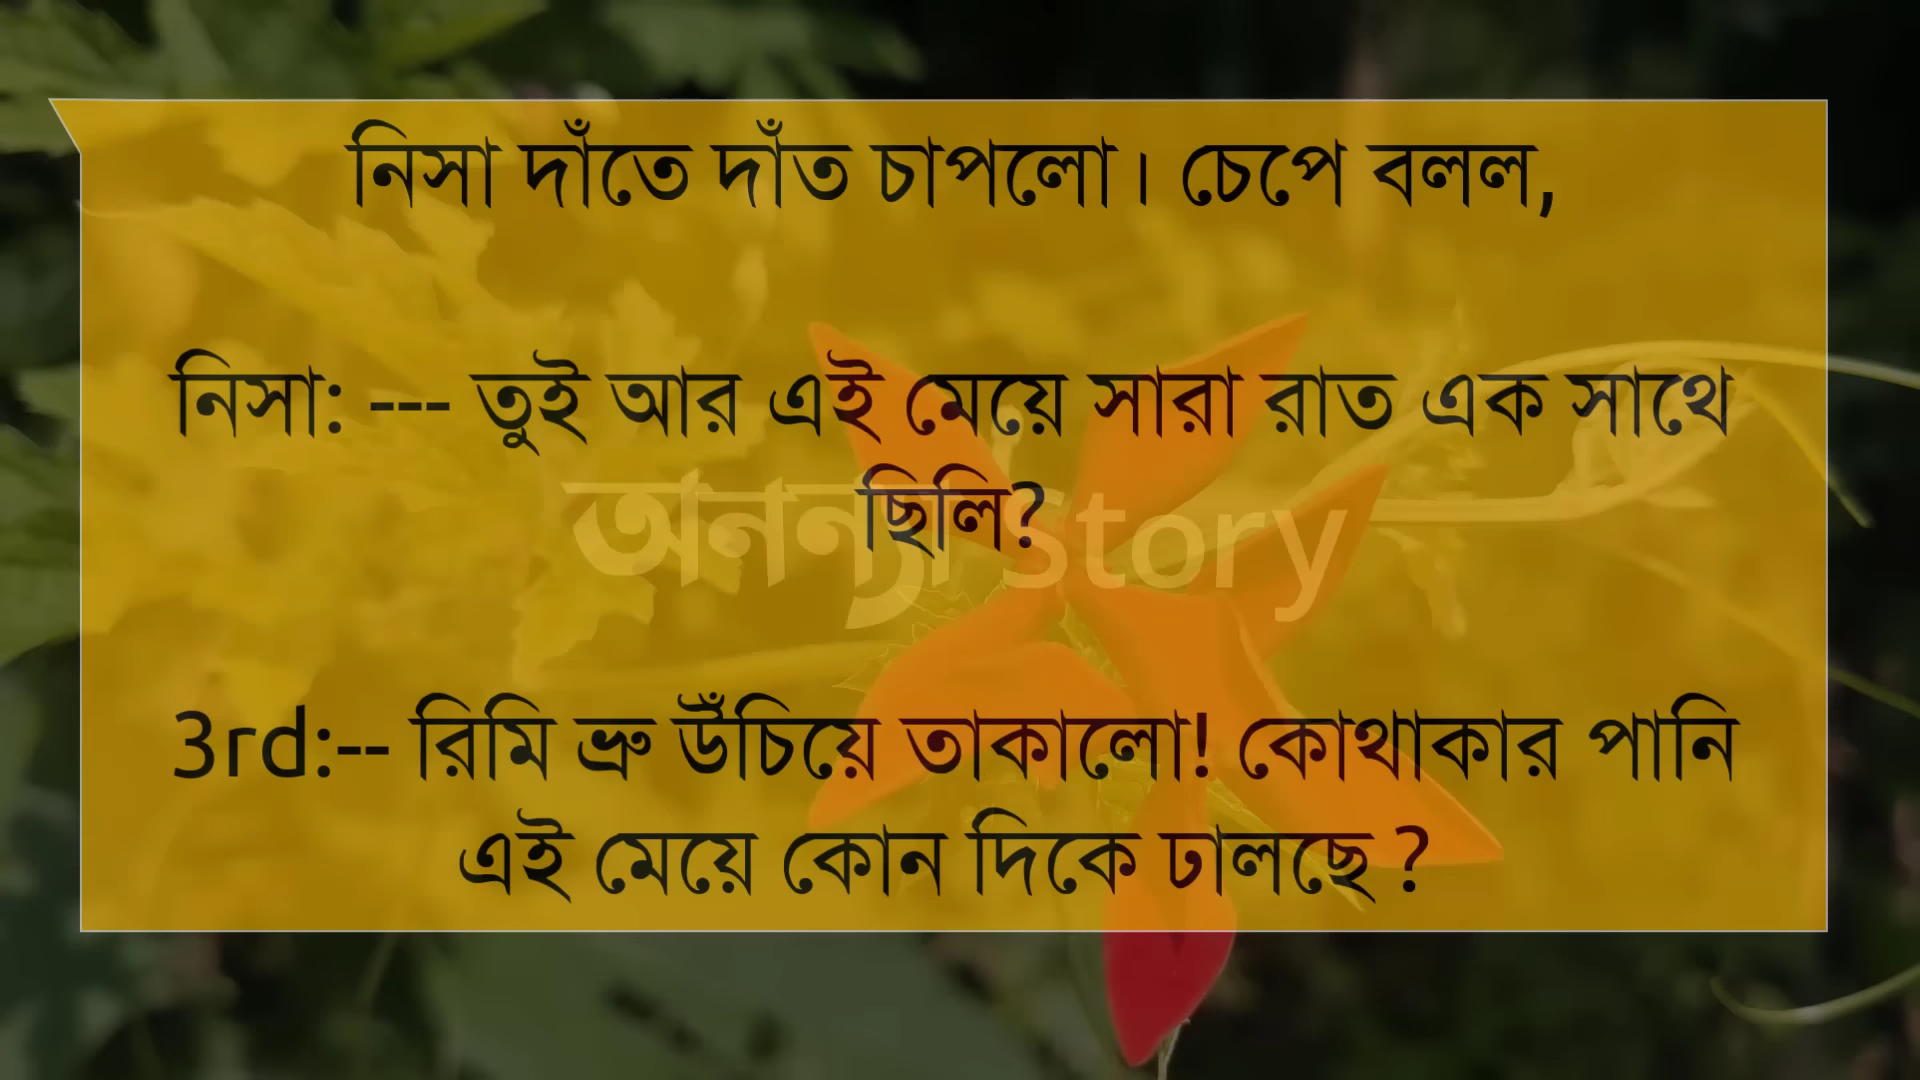 নিসা দাঁতে দাঁত চাপলো। চেপে বলল,
নিসা: --- তুই আর এই মেয়ে সারা রাত এক সাথে
ছিলি?
অনন্যা Story
3rd:-- রিমি ভ্রু উঁচিয়ে তাকালো! কোথাকার পানি
এই মেয়ে কোন দিকে ঢালছে ?